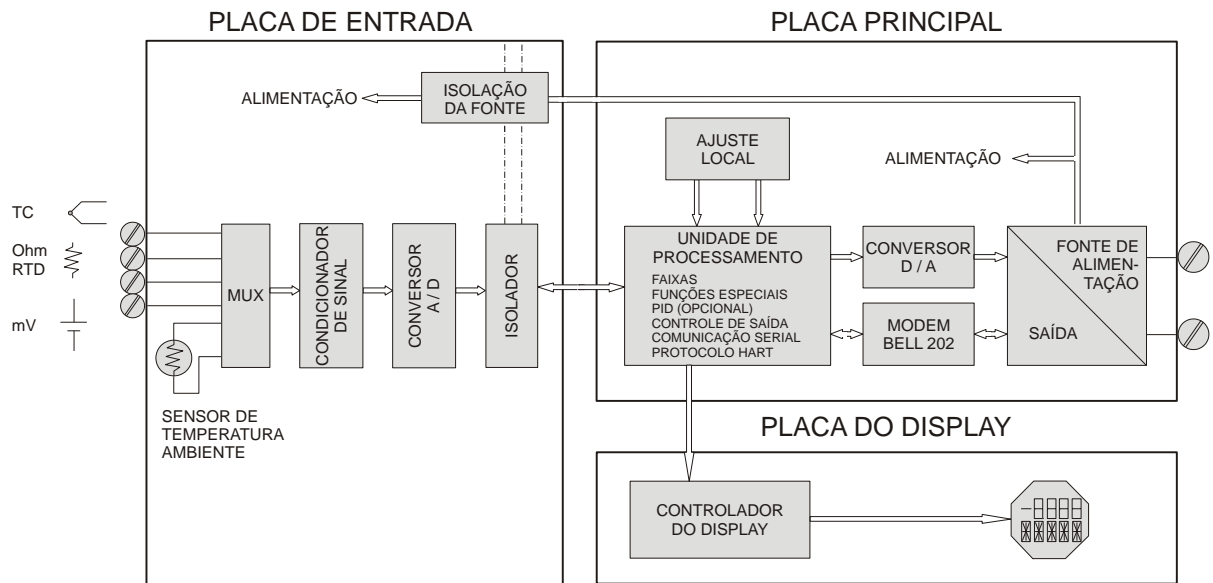 PLACA DE ENTRADA
PLACA PRINCIPAL
ALIMENTAÇÃO
ISOLAÇÃO
DA FONTE
AJUSTE
LOCAL
ALIMENTAÇÃO
TC
Ohm
RTD
mV
MUX
CONDICIONADOR
DE SINAL
CONVERSOR
A / D
ISOLADOR
UNIDADE DE
PROCESSAMENTO
FAIXAS
FUNÇÕES ESPECIAIS
PID (OPCIONAL)
CONTROLE DE SAÍDA
COMUNICAÇÃO SERIAL
PROTOCOLO HART
CONVERSOR
D / A
MODEM
BELL 202
FONTE DE
ALIMEN-
TAÇÃO
SAÍDA
SENSOR DE
TEMPERATURA
AMBIENTE
PLACA DO DISPLAY
CONTROLADOR
DO DISPLAY